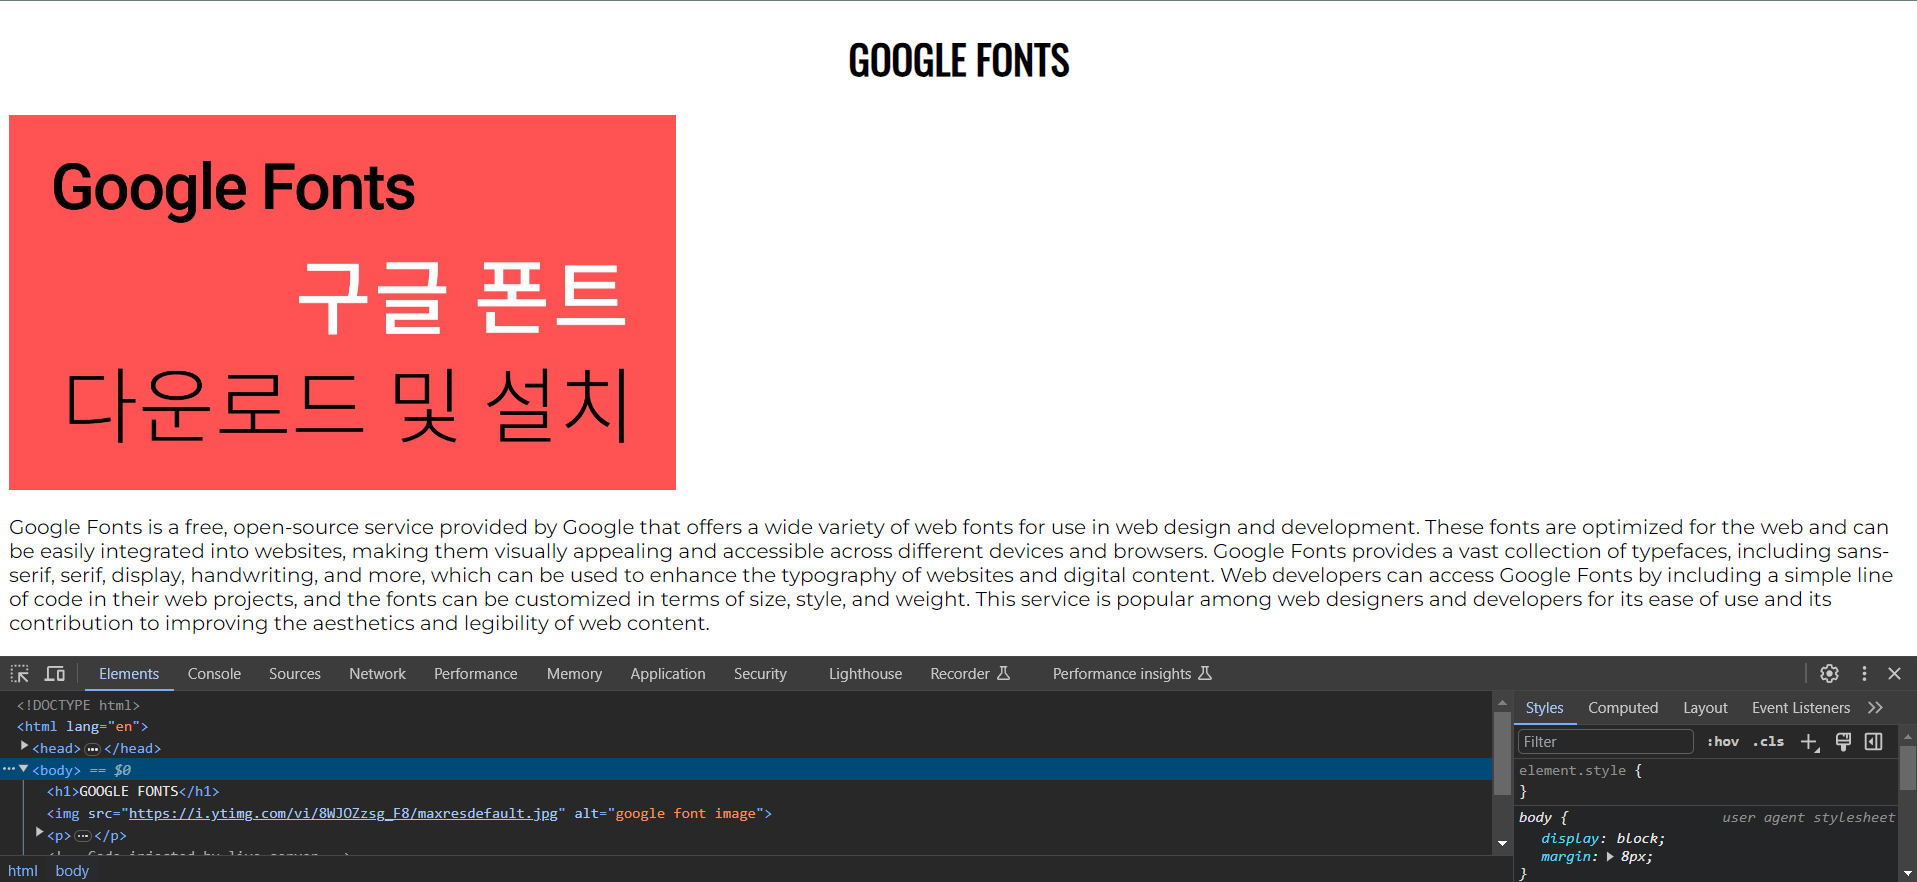 GOOGLE FONTS
Google Fonts
구글 폰트
다운로드 및 설치
Google Fonts is a free, open-source service provided by Google that offers a wide variety of web fonts for use in web design and development. These fonts are optimized for the web and can
be easily integrated into websites, making them visually appealing and accessible across different devices and browsers. Google Fonts provides a vast collection of typefaces, including sans-
serif, serif, display, handwriting, and more, which can be used to enhance the typography of websites and digital content. Web developers can access Google Fonts by including a simple line
of code in their web projects, and the fonts can be customized in terms of size, style, and weight. This service is popular among web designers and developers for its ease of use and its
contribution to improving the aesthetics and legibility of web content.
Elements Console Sources Network Performance Memory Application Security Lighthouse Recorder Performance insights
<!DOCTYPE html>
<html lang="en">
<head>…</head>
<body> == $0
<h1>GOOGLE FONTS</h1>
<img src="https://i.ytimg.com/vi/8WJOZzsg_F8/maxresdefault.jpg" alt="google font image">
<p>…</p>
<!-- Code injected by live-server -->
html body
Styles Computed Layout Event Listeners
Filter :hov .cls
element.style {
}
body { user agent stylesheet
display: block;
margin: 8px;
}